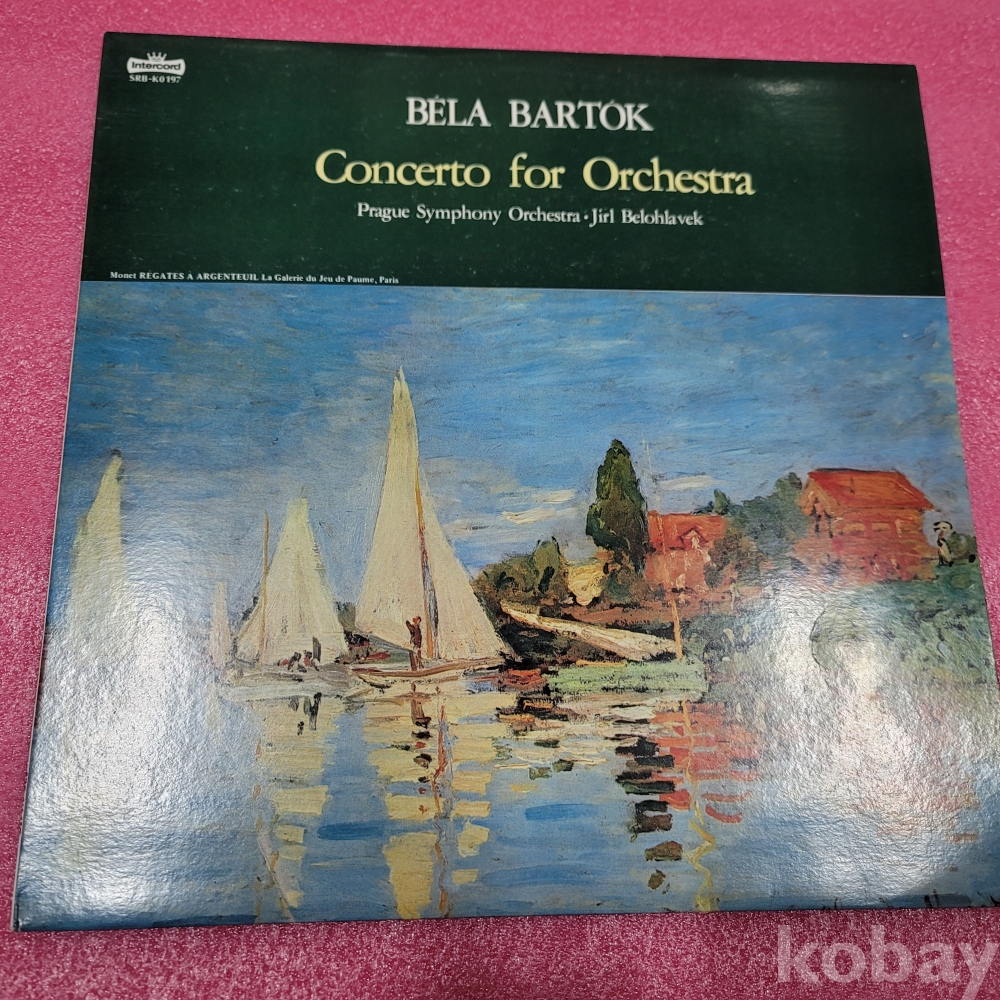 Intercord
SRB-K0197
BÉLA BARTÓK
Concerto for Orchestra
Prague Symphony Orchestra · Jirl Belohlavek
Monet RÉGATES À ARGENTEUIL La Galerie du Jeu de Paume, Paris
kobay